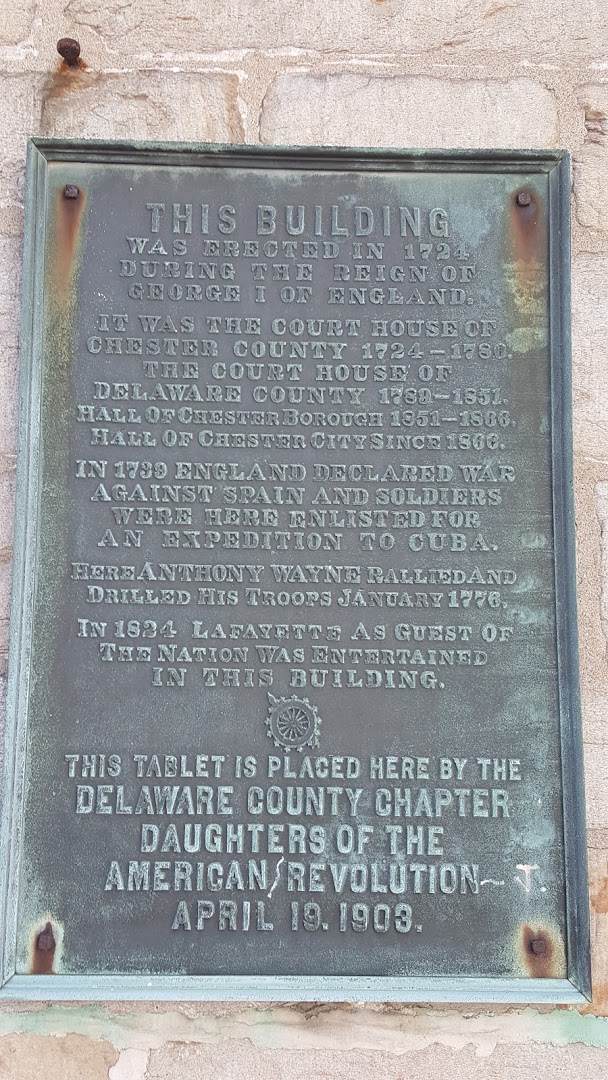 THIS BUILDING
WAS ERECTED IN 1724
DURING THE REIGN OF
GEORGE I OF ENGLAND.
IT WAS THE COURT HOUSE OF
CHESTER COUNTY 1724-1786.
THE COURT HOUSE OF
DELAWARE COUNTY 1789-1851.
HALL OF CHESTER BOROUGH 1851-1866.
HALL OF CHESTER CITY SINCE 1866.
IN 1739 ENGLAND DECLARED WAR
AGAINST SPAIN AND SOLDIERS
WERE HERE ENLISTED FOR
AN EXPEDITION TO CUBA.
HERE ANTHONY WAYNE RALLIED AND
DRILLED HIS TROOPS JANUARY 1776.
IN 1824 LAFAYETTE AS GUEST OF
THE NATION WAS ENTERTAINED
IN THIS BUILDING.
THIS TABLET IS PLACED HERE BY THE
DELAWARE COUNTY CHAPTER
DAUGHTERS OF THE
AMERICAN REVOLUTION
APRIL 19. 1903.